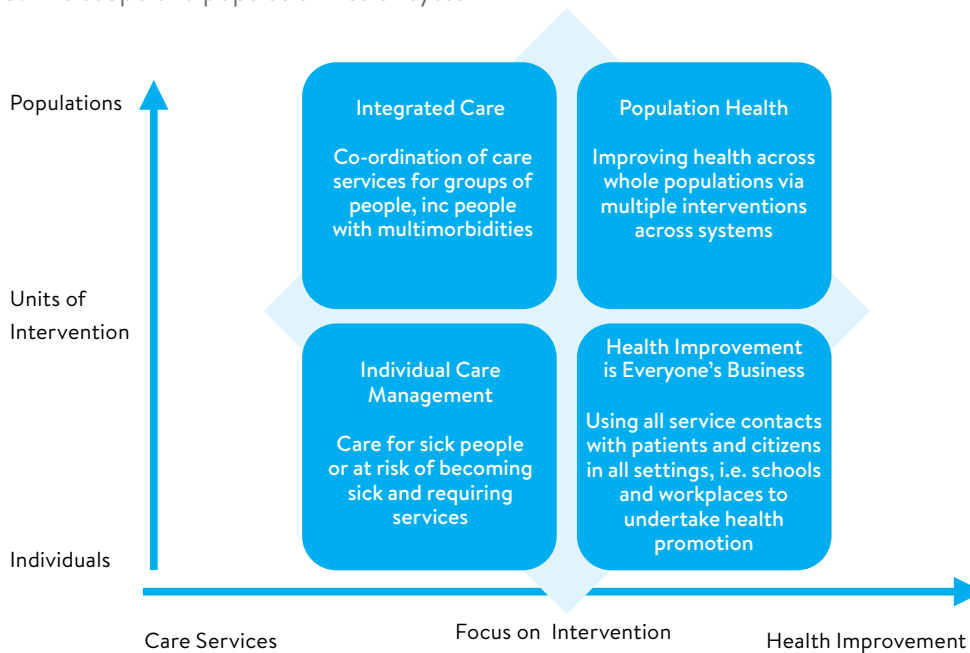 Populations
Integrated Care
Co-ordination of care
services for groups of
people, inc people
with multimorbidities
Population Health
Improving health across
whole populations via
multiple interventions
across systems
Units of
Intervention
Individual Care
Management
Care for sick people
or at risk of becoming
sick and requiring
services
Health Improvement
is Everyone's Business
Using all service contacts
with patients and citizens
in all settings, i.e. schools
and workplaces to
undertake health
promotion
Individuals
Care Services
Focus on Intervention
Health Improvement